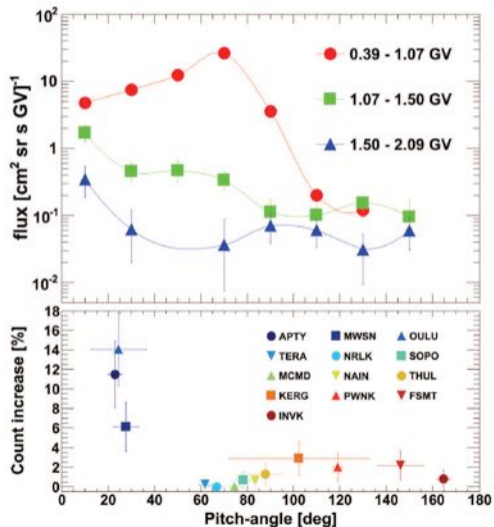 10²
0.39 - 1.07 GV
10
1.07 - 1.50 GV
1
1.50 - 2.09 GV
10⁻¹
10⁻²
flux [cm² sr s GV]⁻¹
Pitch-angle [deg]
18
16
14
12
10
8
6
4
2
0
Count increase [%]
APTY MWSN OULU
TERA NRLK SOPO
MCMD NAIN THUL
KERG PWNK FSMT
INVK
0 20 40 60 80 100 120 140 160 180
Pitch-angle [deg]